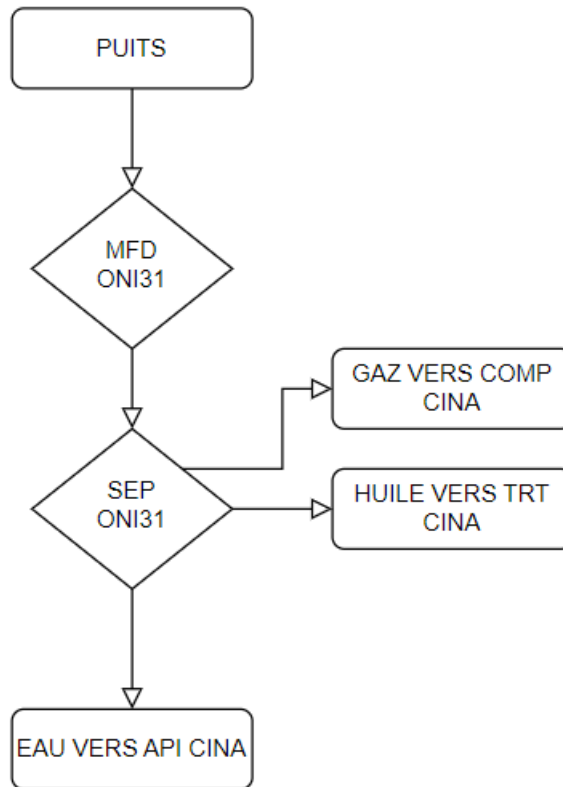 PUITS
MFD
ONI31
GAZ VERS COMP
CINA
SEP
ONI31
HUILE VERS TRT
CINA
EAU VERS API CINA